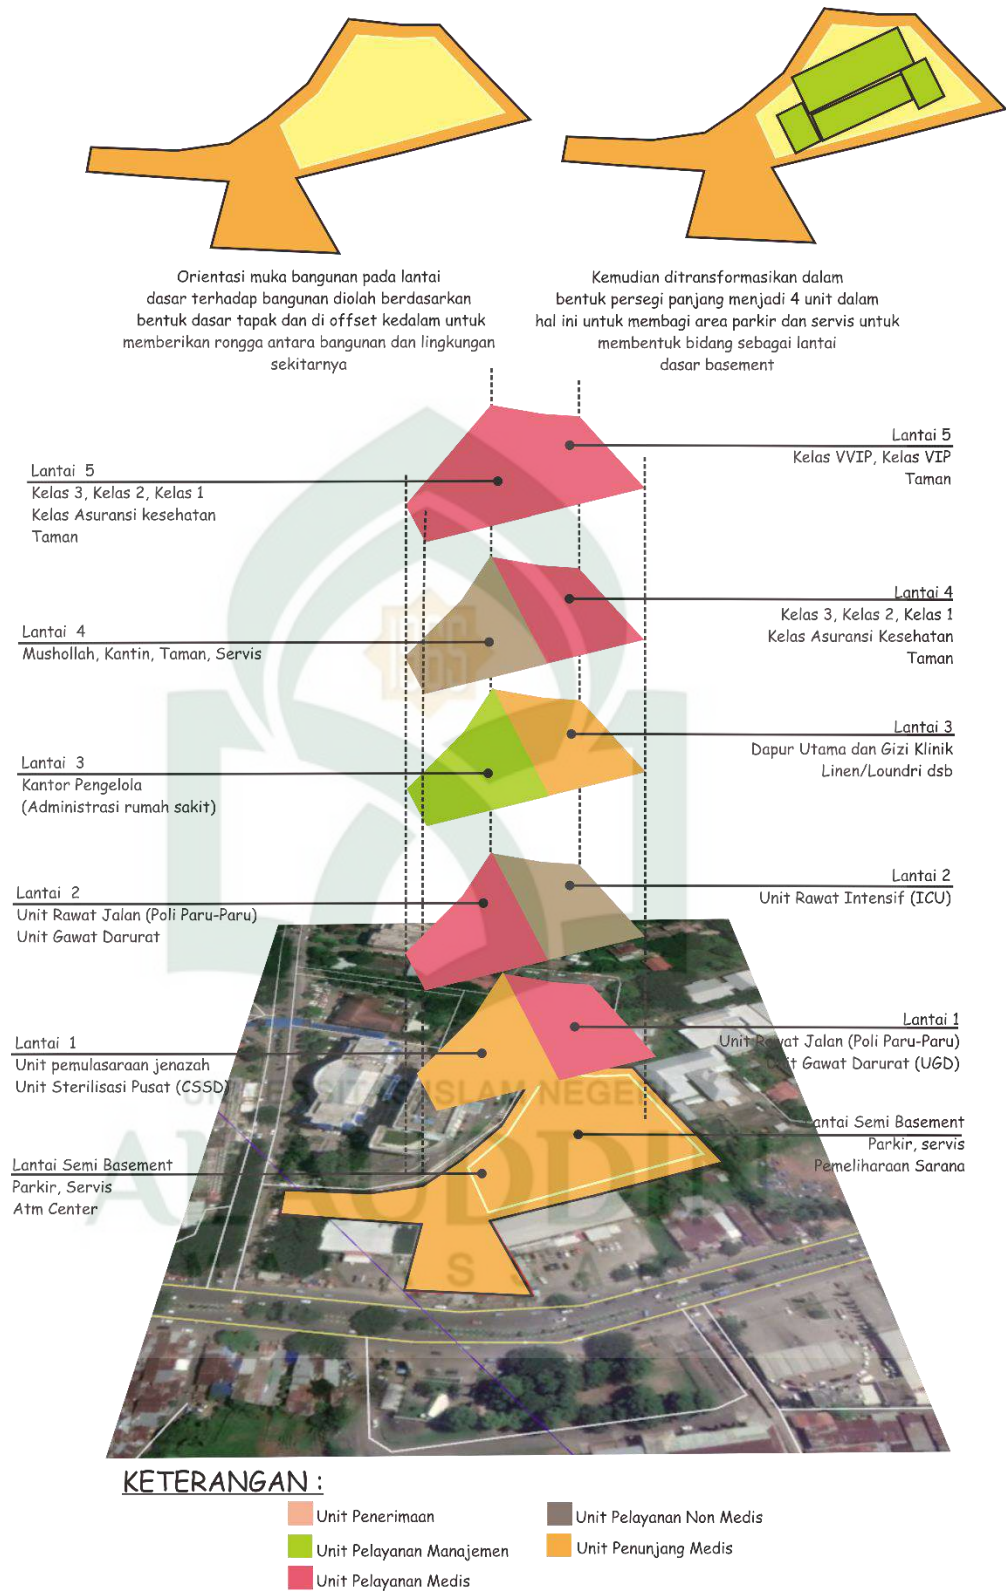 Orientasi muka bangunan pada lantai
dasar terhadap bangunan diolah berdasarkan
bentuk dasar tapak dan di offset kedalam untuk
memberikan rongga antara bangunan dan lingkungan
sekitarnya
Kemudian ditransformasikan dalam
bentuk persegi panjang menjadi 4 unit dalam
hal ini untuk membagi area parkir dan servis untuk
membentuk bidang sebagai lantai
dasar basement
Lantai 5
Kelas VVIP, Kelas VIP
Taman
Lantai 5
Kelas 3, Kelas 2, Kelas 1
Kelas Asuransi kesehatan
Taman
Lantai 4
Kelas 3, Kelas 2, Kelas 1
Kelas Asuransi Kesehatan
Taman
Lantai 4
Mushollah, Kantin, Taman, Servis
Lantai 3
Dapur Utama dan Gizi Klinik
Linen/Loundri dsb
Lantai 3
Kantor Pengelola
(Administrasi rumah sakit)
Lantai 2
Unit Rawat Intensif (ICU)
Lantai 2
Unit Rawat Jalan (Poli Paru-Paru)
Unit Gawat Darurat
Lantai 1
Unit Rawat Jalan (Poli Paru-Paru)
Unit Gawat Darurat (UGD)
Lantai 1
Unit pemulasaraan jenazah
Unit Sterilisasi Pusat (CSSD)
UNIVERSITAS ISLAM NEGERI
ALAUDDIN
Lantai Semi Basement
Parkir, servis
Pemeliharaan Sarana
Lantai Semi Basement
Parkir, Servis
Atm Center
KETERANGAN :
Unit Penerimaan
Unit Pelayanan Manajemen
Unit Pelayanan Medis
Unit Pelayanan Non Medis
Unit Penunjang Medis